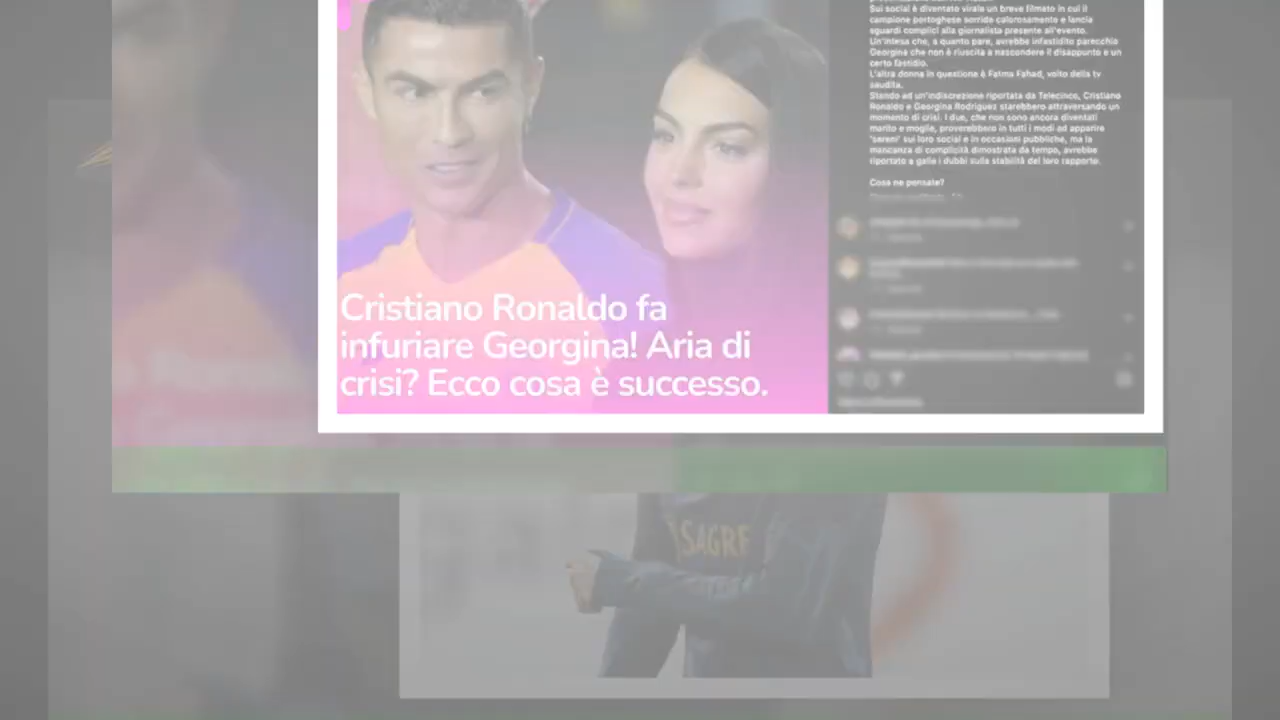 Sui social è diventato virale un breve filmato in cui il
campione portoghese sorride calorosamente e lancia
sguardi complici alla giornalista presente all'evento.
Un'intesa che, a quanto pare, avrebbe infastidito parecchio
Georgina che non è riuscita a nascondere il disappunto e un
certo fastidio.
L'altra donna in questione è Fatma Fahad, volto della tv
saudita.
Stando ad un'indiscrezione riportata da Telecinco, Cristiano
Ronaldo e Georgina Rodriguez starebbero attraversando un
momento di crisi. I due, che non sono ancora diventati
marito e moglie, proverebbero in tutti i modi ad apparire
'sereni' sui loro social e in occasioni pubbliche, ma la
mancanza di complicità dimostrata da tempo, avrebbe
riportato a galla i dubbi sulla stabilità del loro rapporto.
Cosa ne pensate?
Cristiano Ronaldo fa
infuriare Georgina! Aria di
crisi? Ecco cosa è successo.
SAGRE